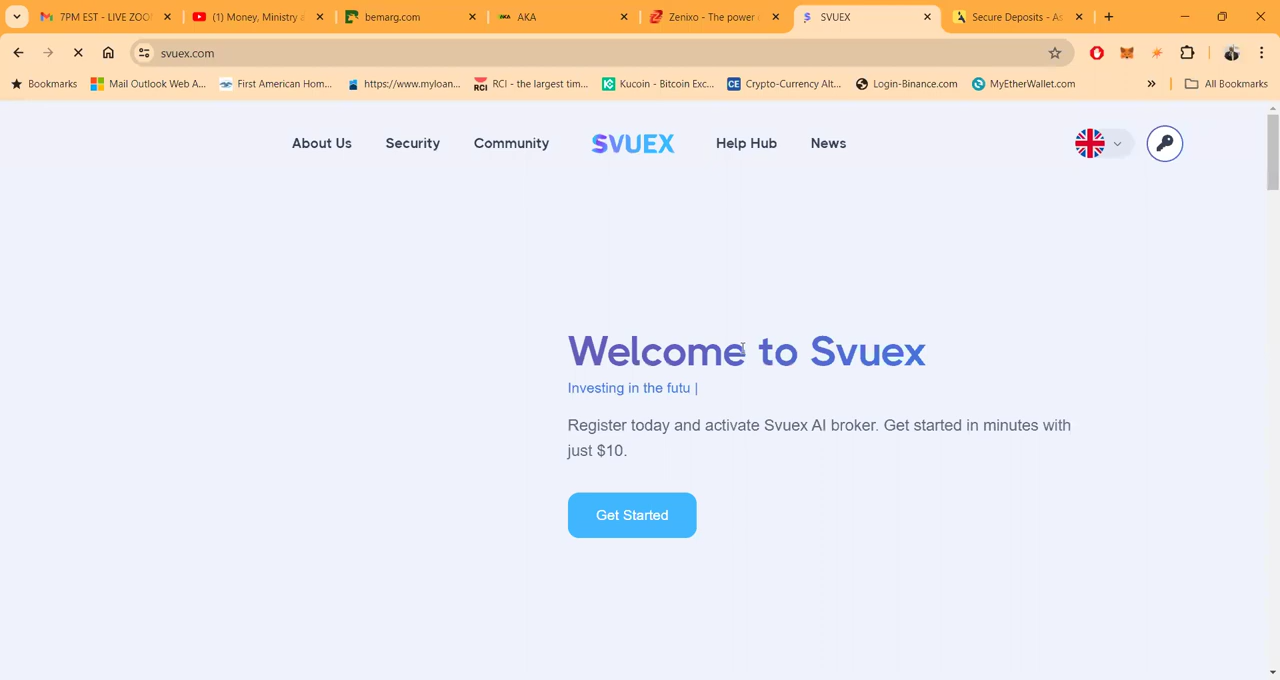 7PM EST - LIVE ZOO
(1) Money, Ministry a
bemarg.com
AKA
AKA
Zenixo - The power o
SVUEX
Secure Deposits - As
svuex.com
Bookmarks
Mail Outlook Web A...
First American Hom...
https://www.myloan...
RCI
RCI - the largest tim...
Kucoin - Bitcoin Exc...
CE
Crypto-Currency Alt...
Login-Binance.com
MyEtherWallet.com
»
All Bookmarks
About Us
Security
Community
SVUEX
Help Hub
News
Welcome to Svuex
Investing in the futu |
Register today and activate Svuex AI broker. Get started in minutes with
just $10.
Get Started